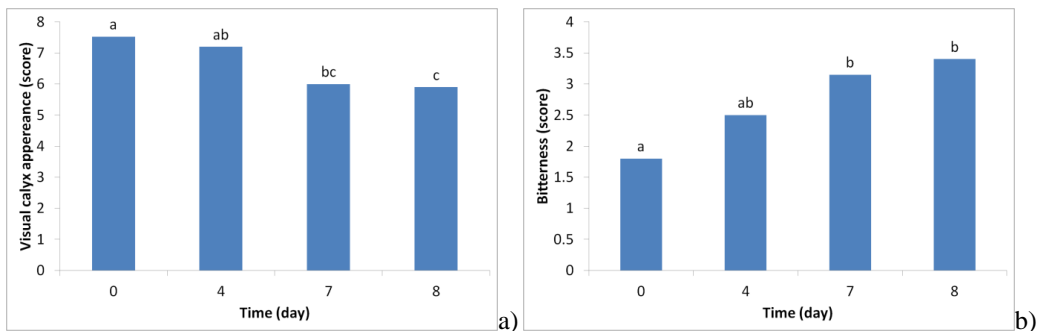 Visual calyx appereance (score)
8
7
6
5
4
3
2
1
0
a
ab
bc
c
0 4 7 8
Time (day)
a)
Bitterness (score)
4
3.5
3
2.5
2
1.5
1
0.5
0
a
ab
b
b
0 4 7 8
Time (day)
b)